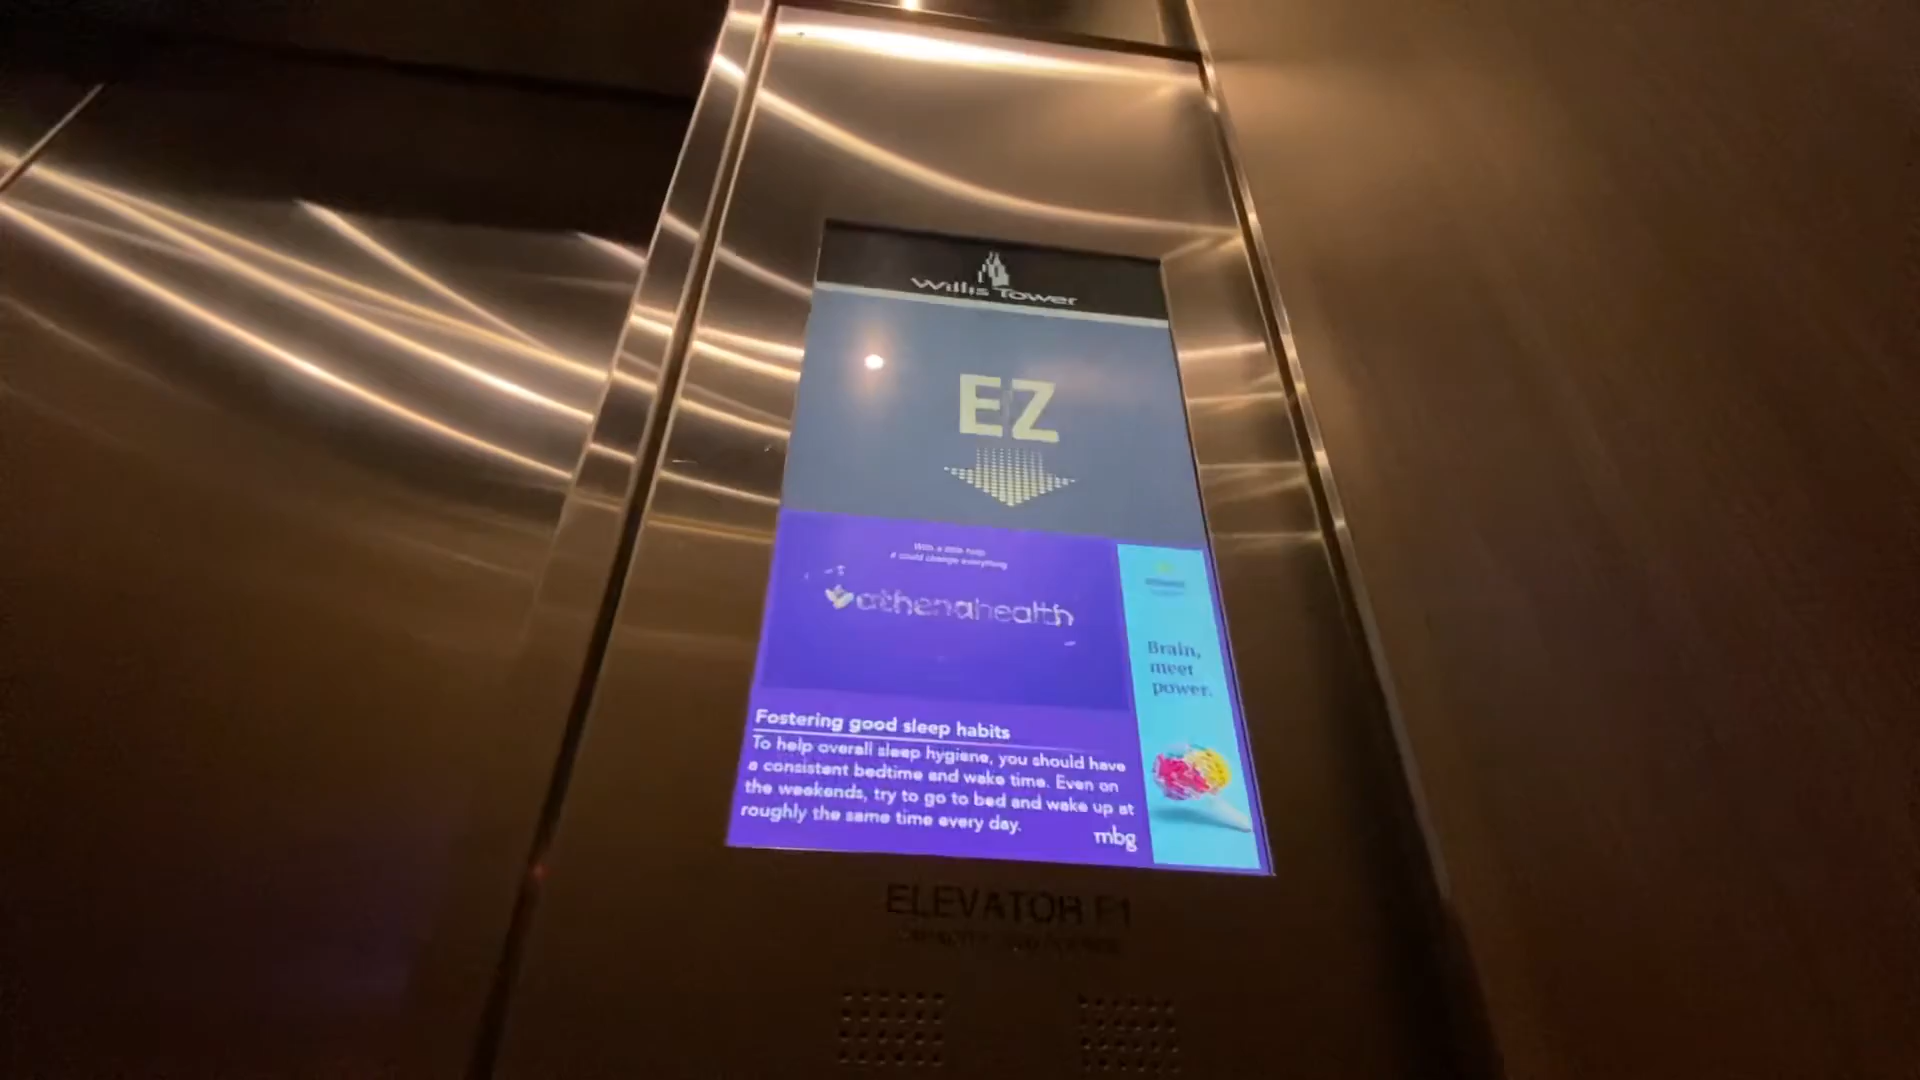 Willis Tower
EZ
With a little help
it could change everything
athenahealth
Brain,
meet
power.
Fostering good sleep habits
To help overall sleep hygiene, you should have
a consistent bedtime and wake time. Even on
the weekends, try to go to bed and wake up at
roughly the same time every day.
mbg
ELEVATOR F1